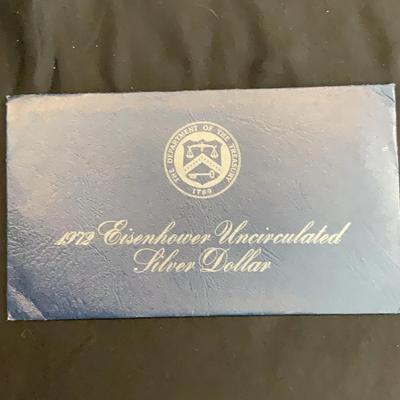 THE DEPARTMENT OF THE TREASURY
1789
1972 Eisenhower Uncirculated
Silver Dollar